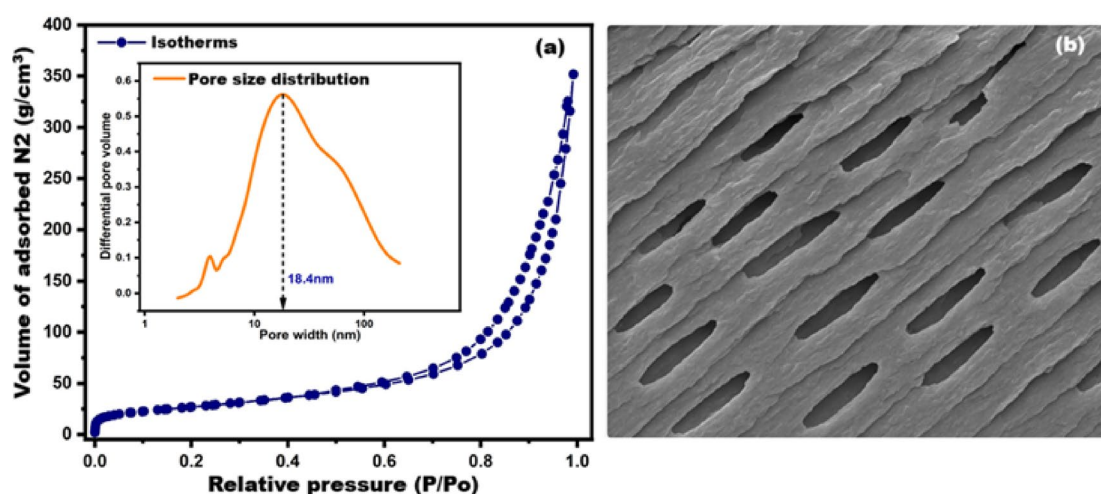 400
350
300
250
200
150
100
50
0
Volume of adsorbed N2 (g/cm³)
Isotherms
(a)
Pore size distribution
0.6
0.5
0.4
0.3
0.2
0.1
0.0
Differential pore volume
18.4nm
1 10 100
Pore width (nm)
0.0 0.2 0.4 0.6 0.8 1.0
Relative pressure (P/Po)
(b)